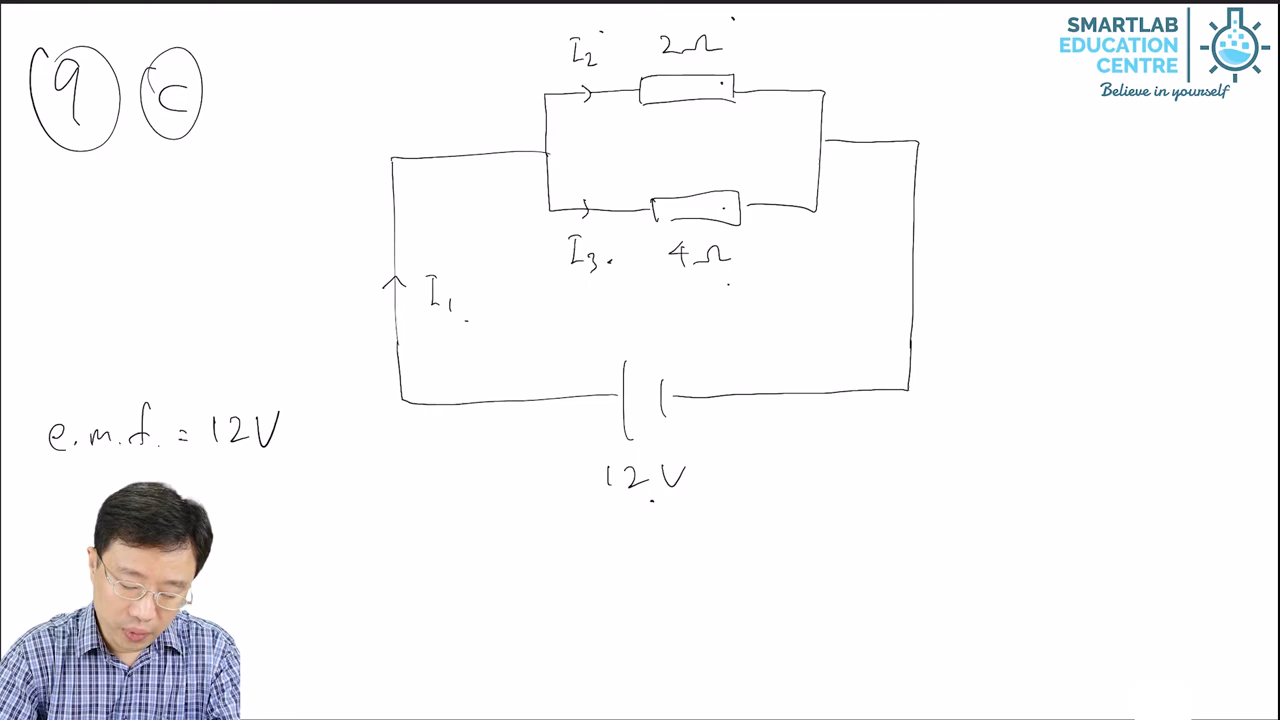 9 c
I₂ 2Ω
I₃ 4Ω
I₁
e.m.f. = 12V
12V
SMARTLAB
EDUCATION
CENTRE
Believe in yourself